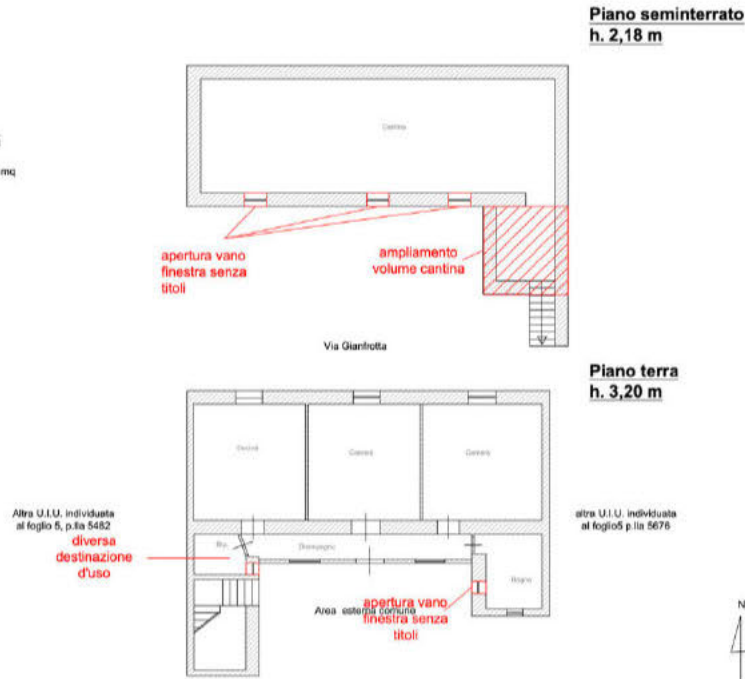 Piano seminterrato
h. 2,18 m
mq
Cantina
apertura vano
finestra senza
titoli
ampliamento
volume cantina
Via Gianfrotta
Piano terra
h. 3,20 m
Cucina
Camera
Camera
Altra U.I.U. individuata
al foglio 5, p.lla 5482
altra U.I.U. individuata
al foglio5 p.lla 5676
diversa
destinazione
d'uso
Rip.
Disimpegno
Bagno
Area esterna comune
apertura vano
finestra senza
titoli
N